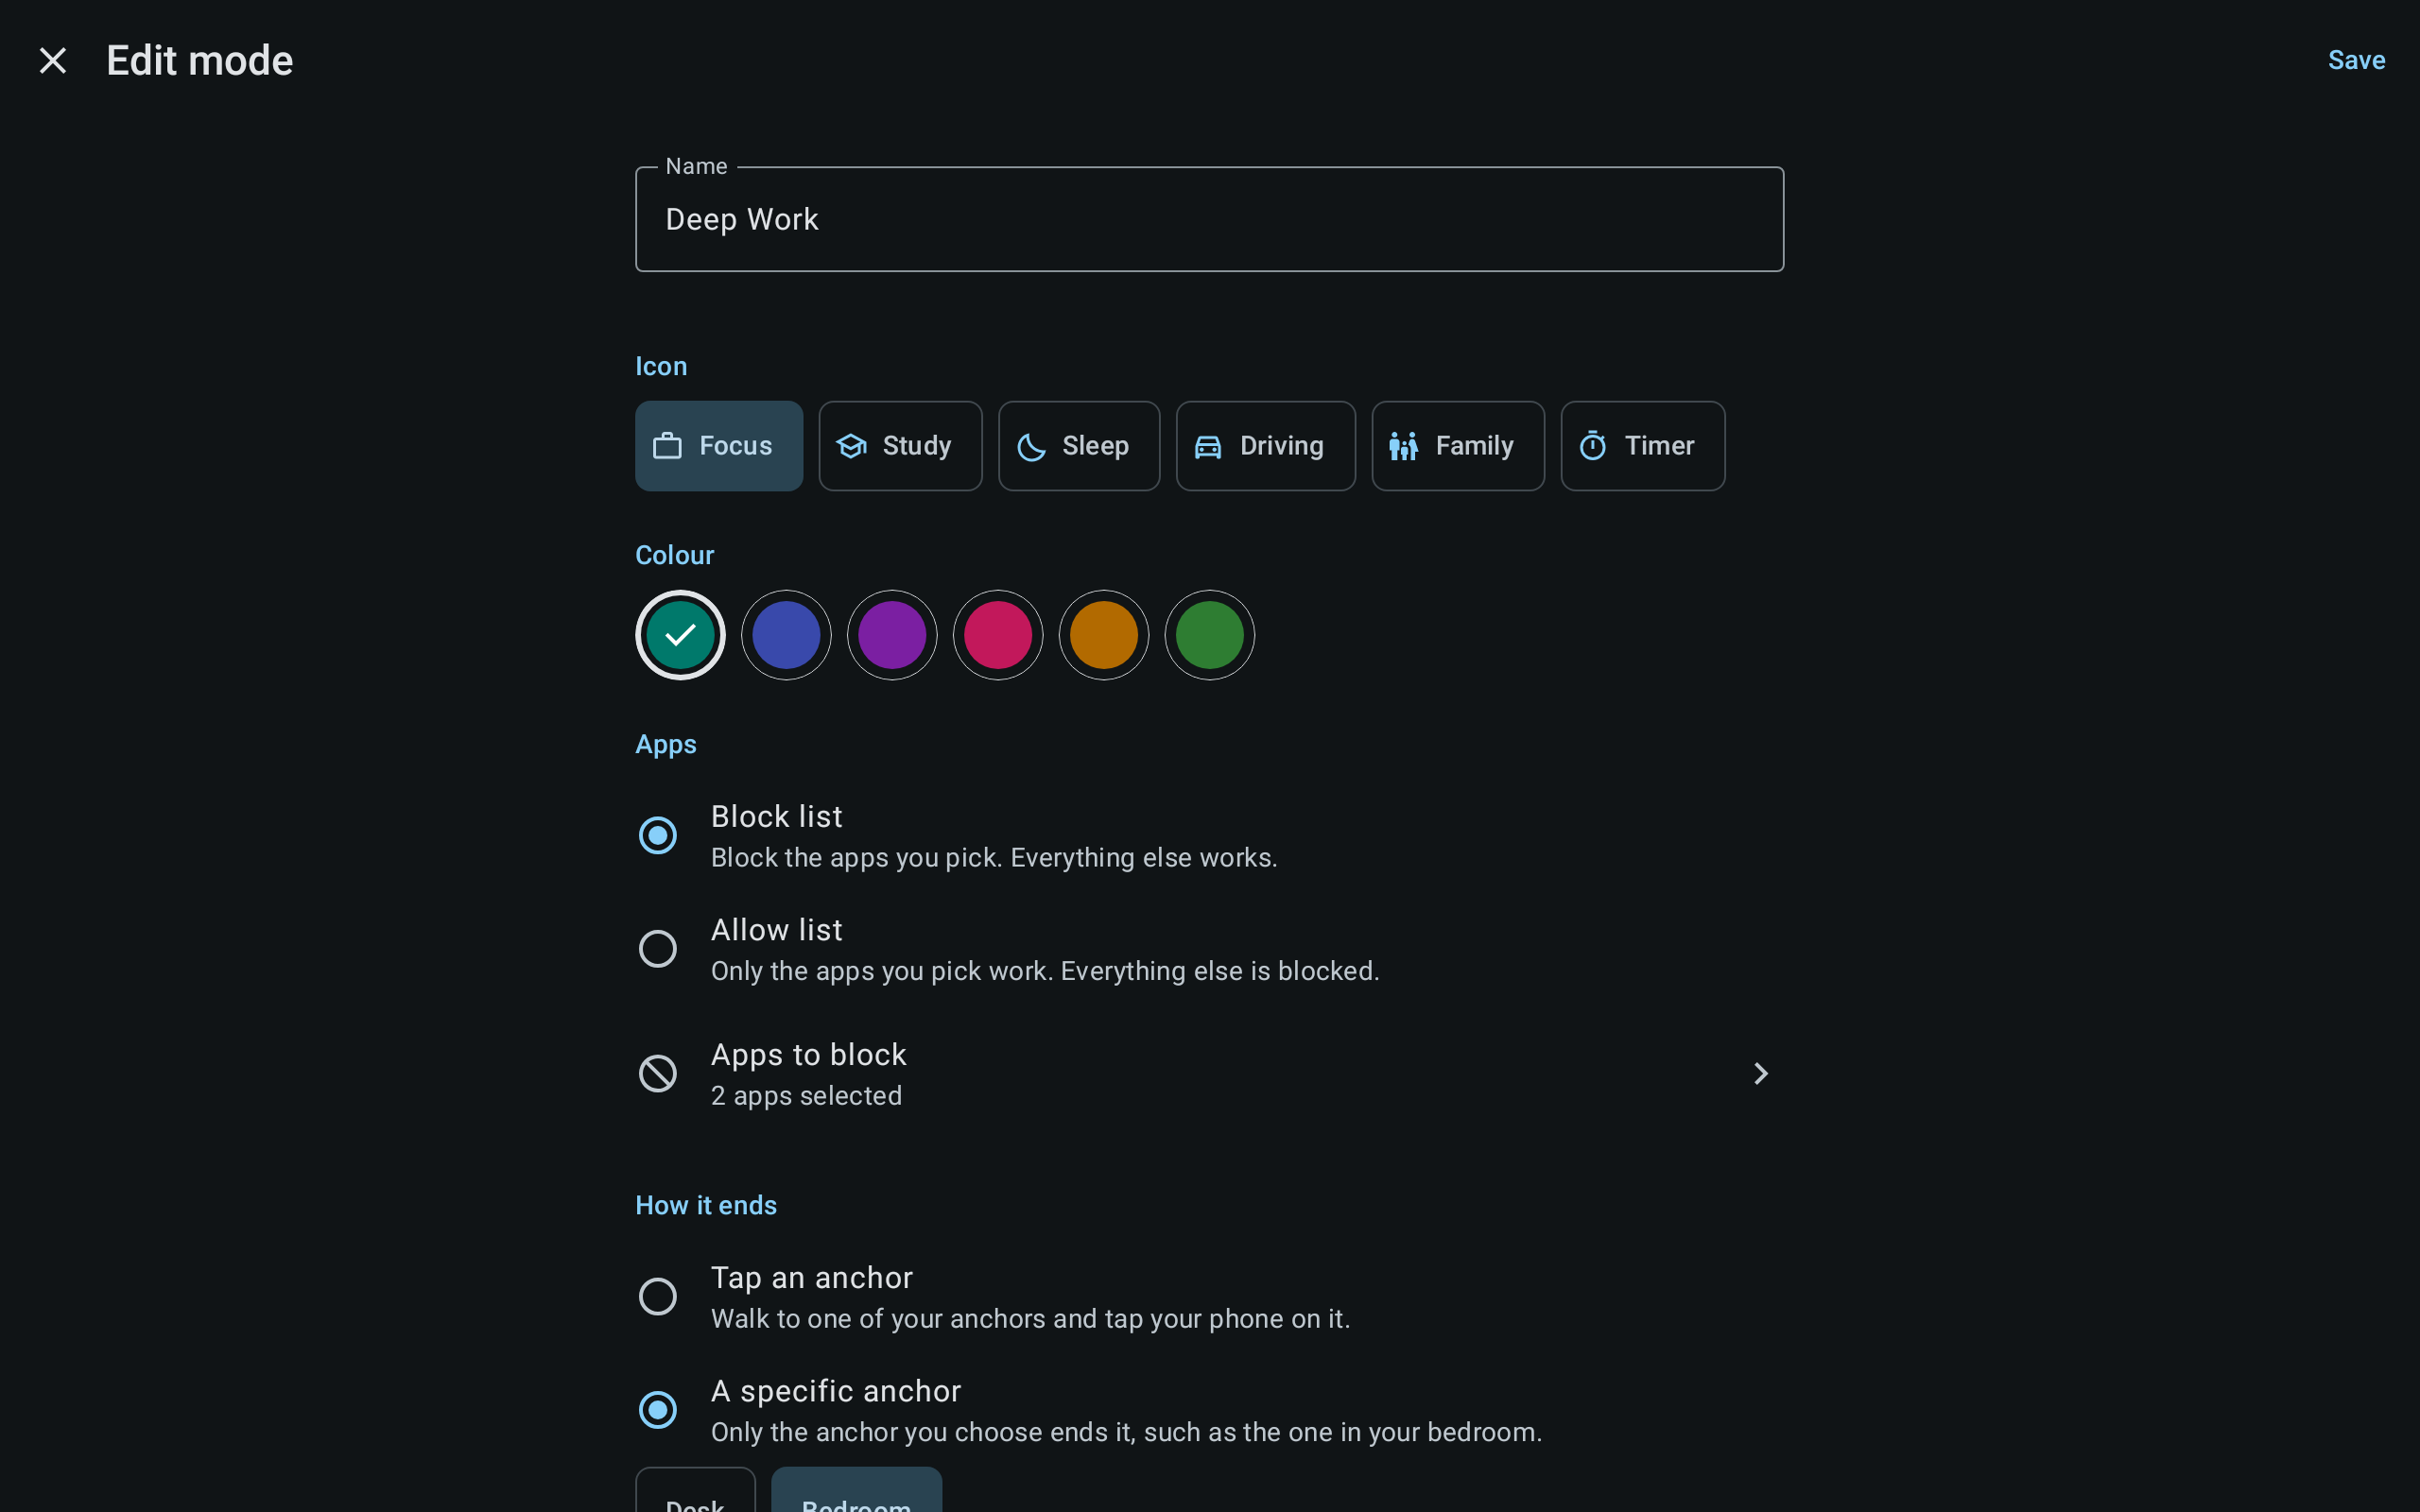 Edit mode
Save
Name
Deep Work
Icon
Focus
Study
Sleep
Driving
Family
Timer
Colour
Apps
Block list
Block the apps you pick. Everything else works.
Allow list
Only the apps you pick work. Everything else is blocked.
Apps to block
2 apps selected
How it ends
Tap an anchor
Walk to one of your anchors and tap your phone on it.
A specific anchor
Only the anchor you choose ends it, such as the one in your bedroom.
Desk
Bedroom